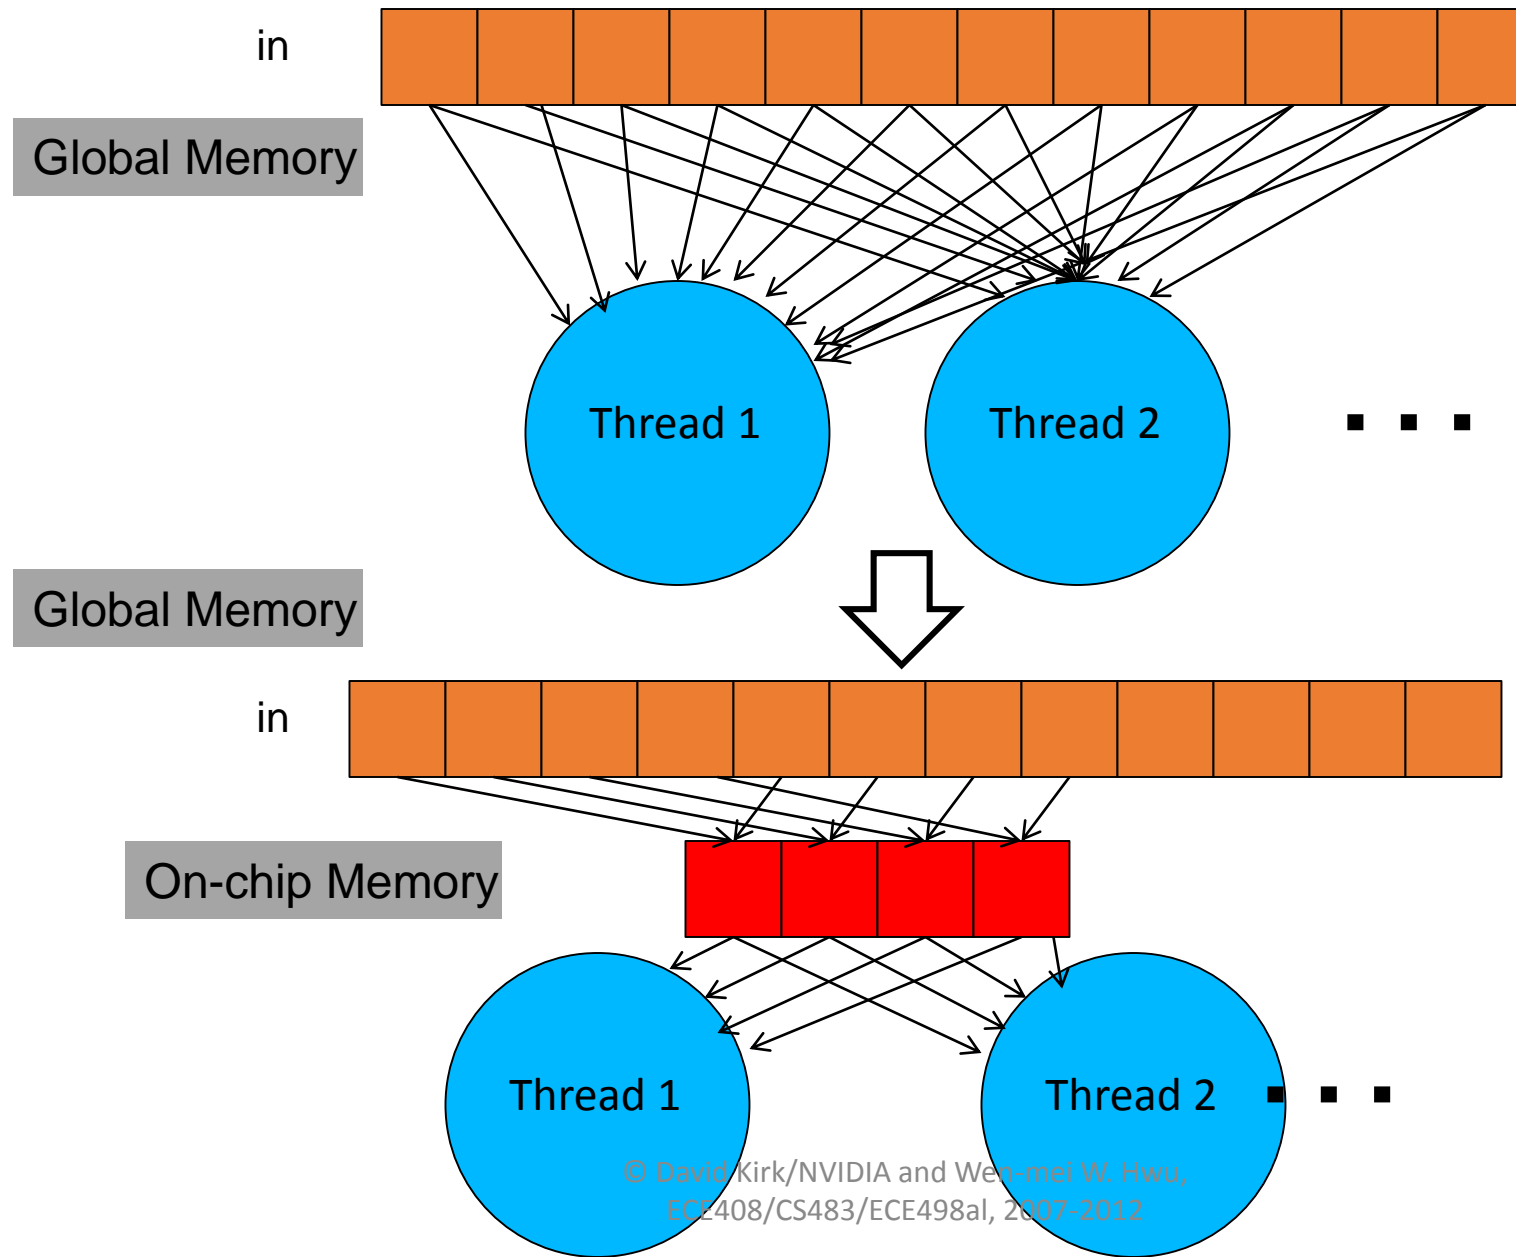 in
Global Memory
Thread 1
Thread 2
. . .
Global Memory
in
On-chip Memory
Thread 1
Thread 2
. . .
© David Kirk/NVIDIA and Wen-mei W. Hwu,
ECE408/CS483/ECE498al, 2007-2012